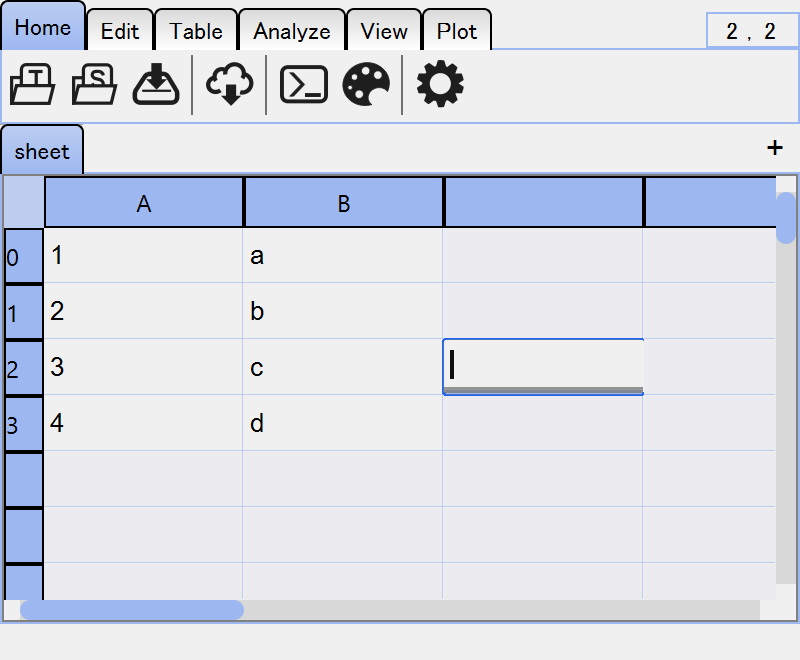 Home Edit Table Analyze View Plot 2 , 2
T S
sheet +
A B
0 1 a
1 2 b
2 3 c
3 4 d